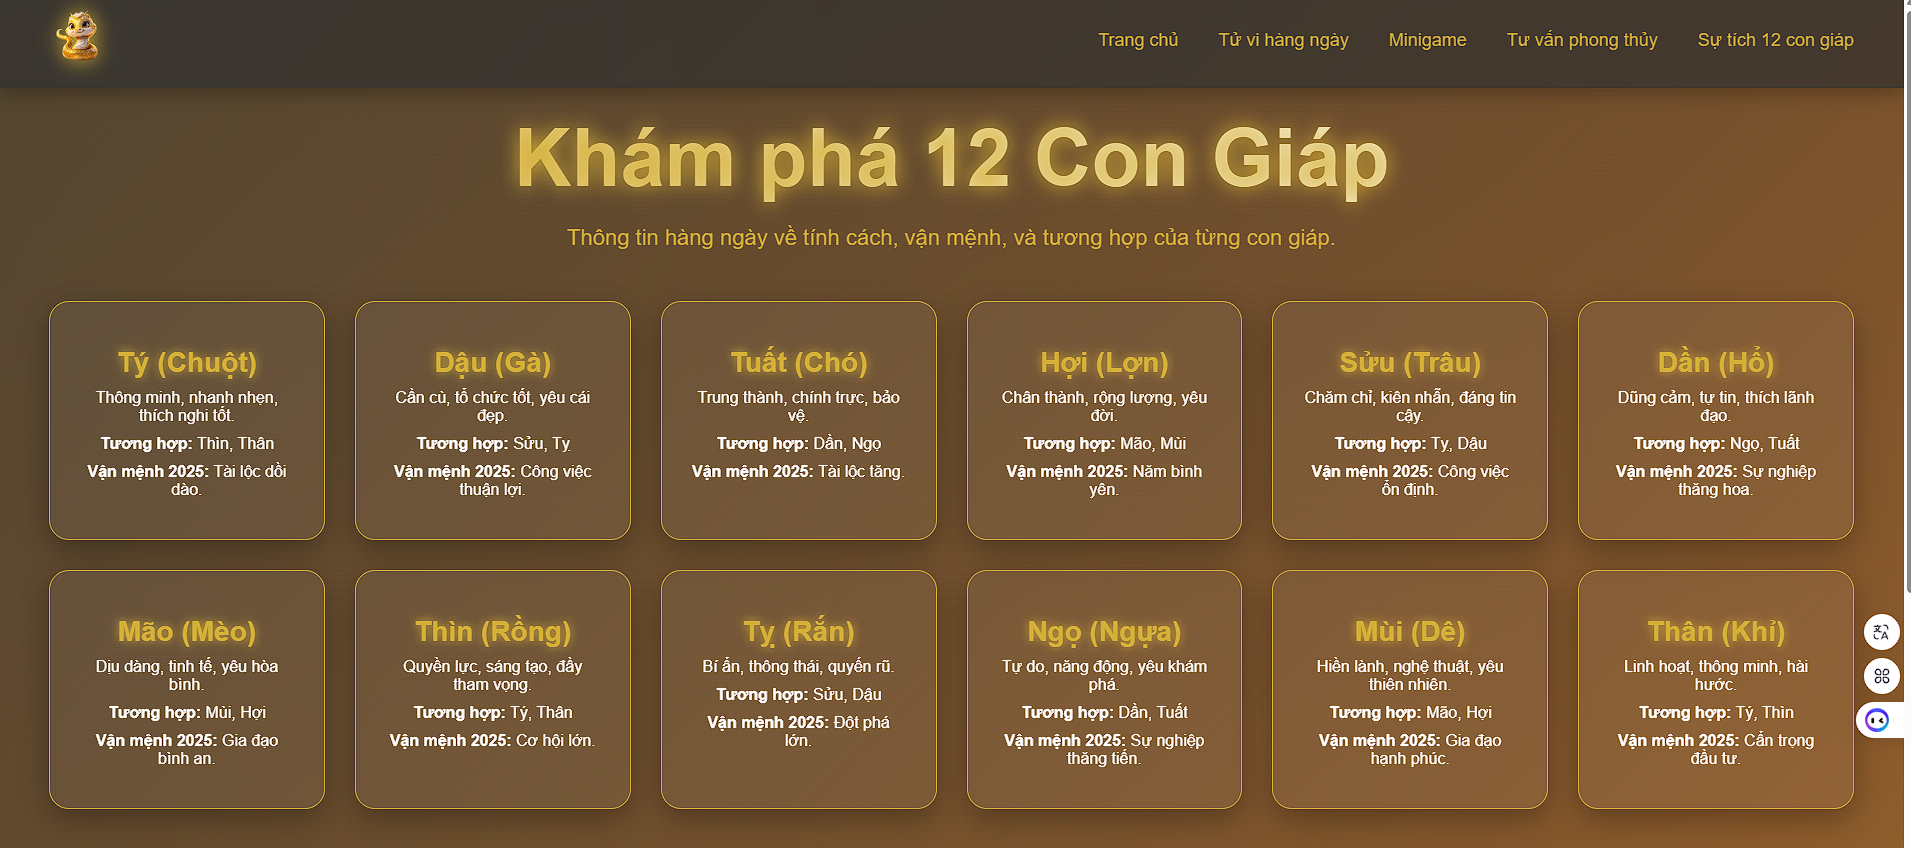 Trang chủ
Tử vi hàng ngày
Minigame
Tư vấn phong thủy
Sự tích 12 con giáp
Khám phá 12 Con Giáp
Thông tin hàng ngày về tính cách, vận mệnh, và tương hợp của từng con giáp.
Tý (Chuột)
Thông minh, nhanh nhẹn,
thích nghi tốt.
Tương hợp: Thìn, Thân
Vận mệnh 2025: Tài lộc dồi
dào.
Dậu (Gà)
Cần cù, tổ chức tốt, yêu cái
đẹp.
Tương hợp: Sửu, Tỵ
Vận mệnh 2025: Công việc
thuận lợi.
Tuất (Chó)
Trung thành, chính trực, bảo
vệ.
Tương hợp: Dần, Ngọ
Vận mệnh 2025: Tài lộc tăng.
Hợi (Lợn)
Chân thành, rộng lượng, yêu
đời.
Tương hợp: Mão, Mùi
Vận mệnh 2025: Năm bình
yên.
Sửu (Trâu)
Chăm chỉ, kiên nhẫn, đáng tin
cậy.
Tương hợp: Tỵ, Dậu
Vận mệnh 2025: Công việc
ổn định.
Dần (Hổ)
Dũng cảm, tự tin, thích lãnh
đạo.
Tương hợp: Ngọ, Tuất
Vận mệnh 2025: Sự nghiệp
thăng hoa.
Mão (Mèo)
Dịu dàng, tinh tế, yêu hòa
bình.
Tương hợp: Mùi, Hợi
Vận mệnh 2025: Gia đạo
bình an.
Thìn (Rồng)
Quyền lực, sáng tạo, đầy
tham vọng.
Tương hợp: Tý, Thân
Vận mệnh 2025: Cơ hội lớn.
Tỵ (Rắn)
Bí ẩn, thông thái, quyến rũ.
Tương hợp: Sửu, Dậu
Vận mệnh 2025: Đột phá
lớn.
Ngọ (Ngựa)
Tự do, năng động, yêu khám
phá.
Tương hợp: Dần, Tuất
Vận mệnh 2025: Sự nghiệp
thăng tiến.
Mùi (Dê)
Hiền lành, nghệ thuật, yêu
thiên nhiên.
Tương hợp: Mão, Hợi
Vận mệnh 2025: Gia đạo
hạnh phúc.
Thân (Khỉ)
Linh hoạt, thông minh, hài
hước.
Tương hợp: Tý, Thìn
Vận mệnh 2025: Cẩn trọng
đầu tư.